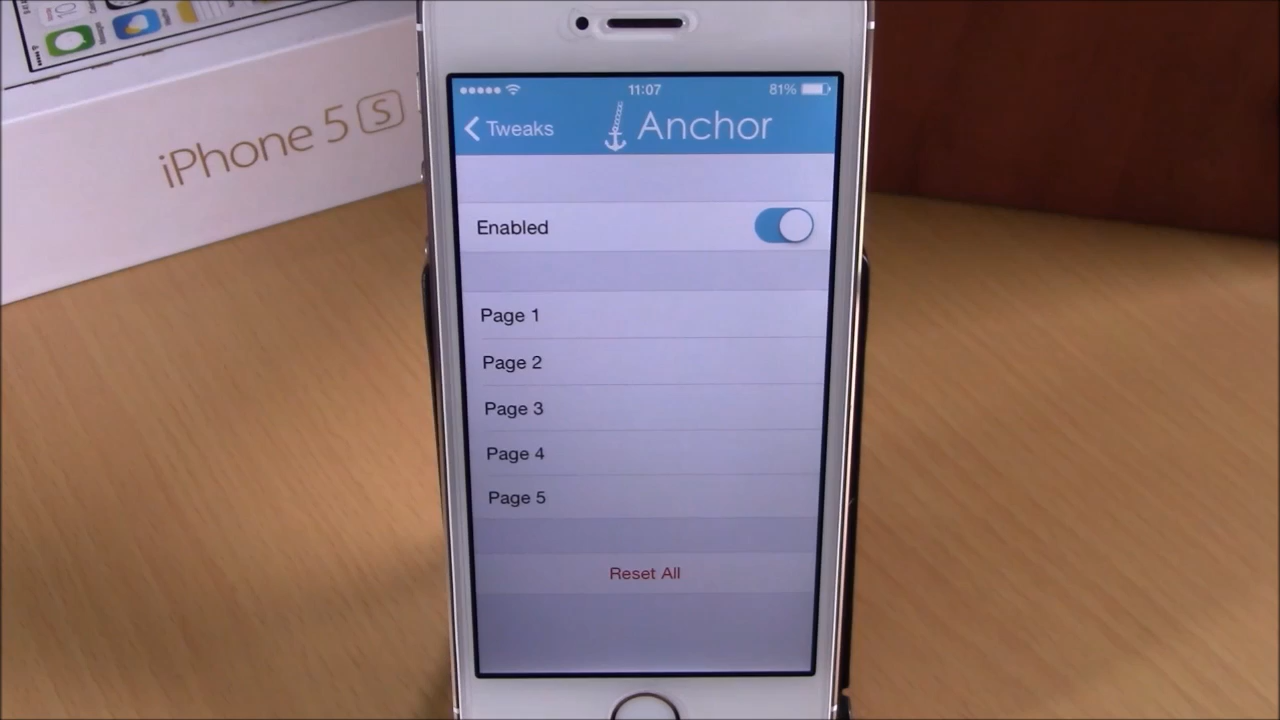 iPhone 5 S
11:07
81%
Tweaks
Anchor
Enabled
Page 1
Page 2
Page 3
Page 4
Page 5
Reset All